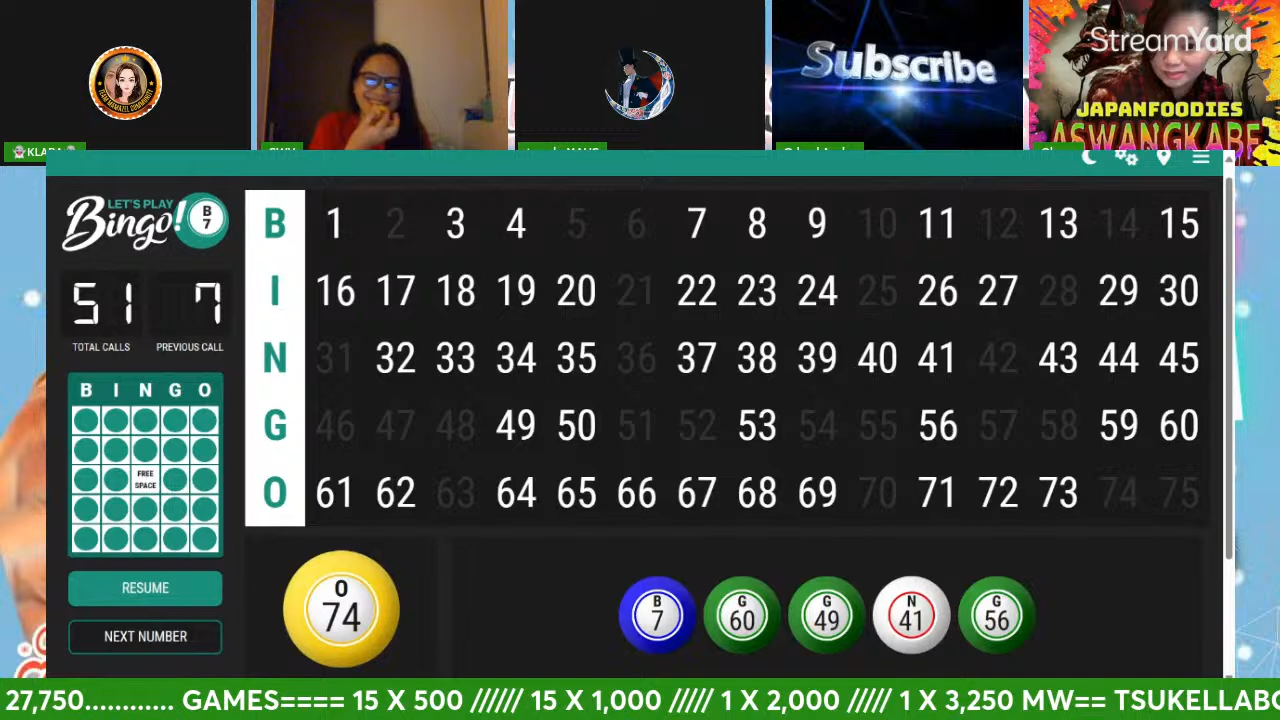 TEAM MAMAZEL COMMUNITY
Subscribe
StreamYard
JAPANFOODIES
ASWANGKABE
👻KLARA
LET'S PLAY
Bingo!
B
7
51
7
TOTAL CALLS
PREVIOUS CALL
B I N G O
FREE
SPACE
RESUME
NEXT NUMBER
B 1 2 3 4 5 6 7 8 9 10 11 12 13 14 15
I 16 17 18 19 20 21 22 23 24 25 26 27 28 29 30
N 31 32 33 34 35 36 37 38 39 40 41 42 43 44 45
G 46 47 48 49 50 51 52 53 54 55 56 57 58 59 60
O 61 62 63 64 65 66 67 68 69 70 71 72 73 74 75
O
74
B
7
G
60
G
49
N
41
G
56
27,750............ GAMES==== 15 X 500 ////// 15 X 1,000 ///// 1 X 2,000 ///// 1 X 3,250 MW== TSUKELLABO